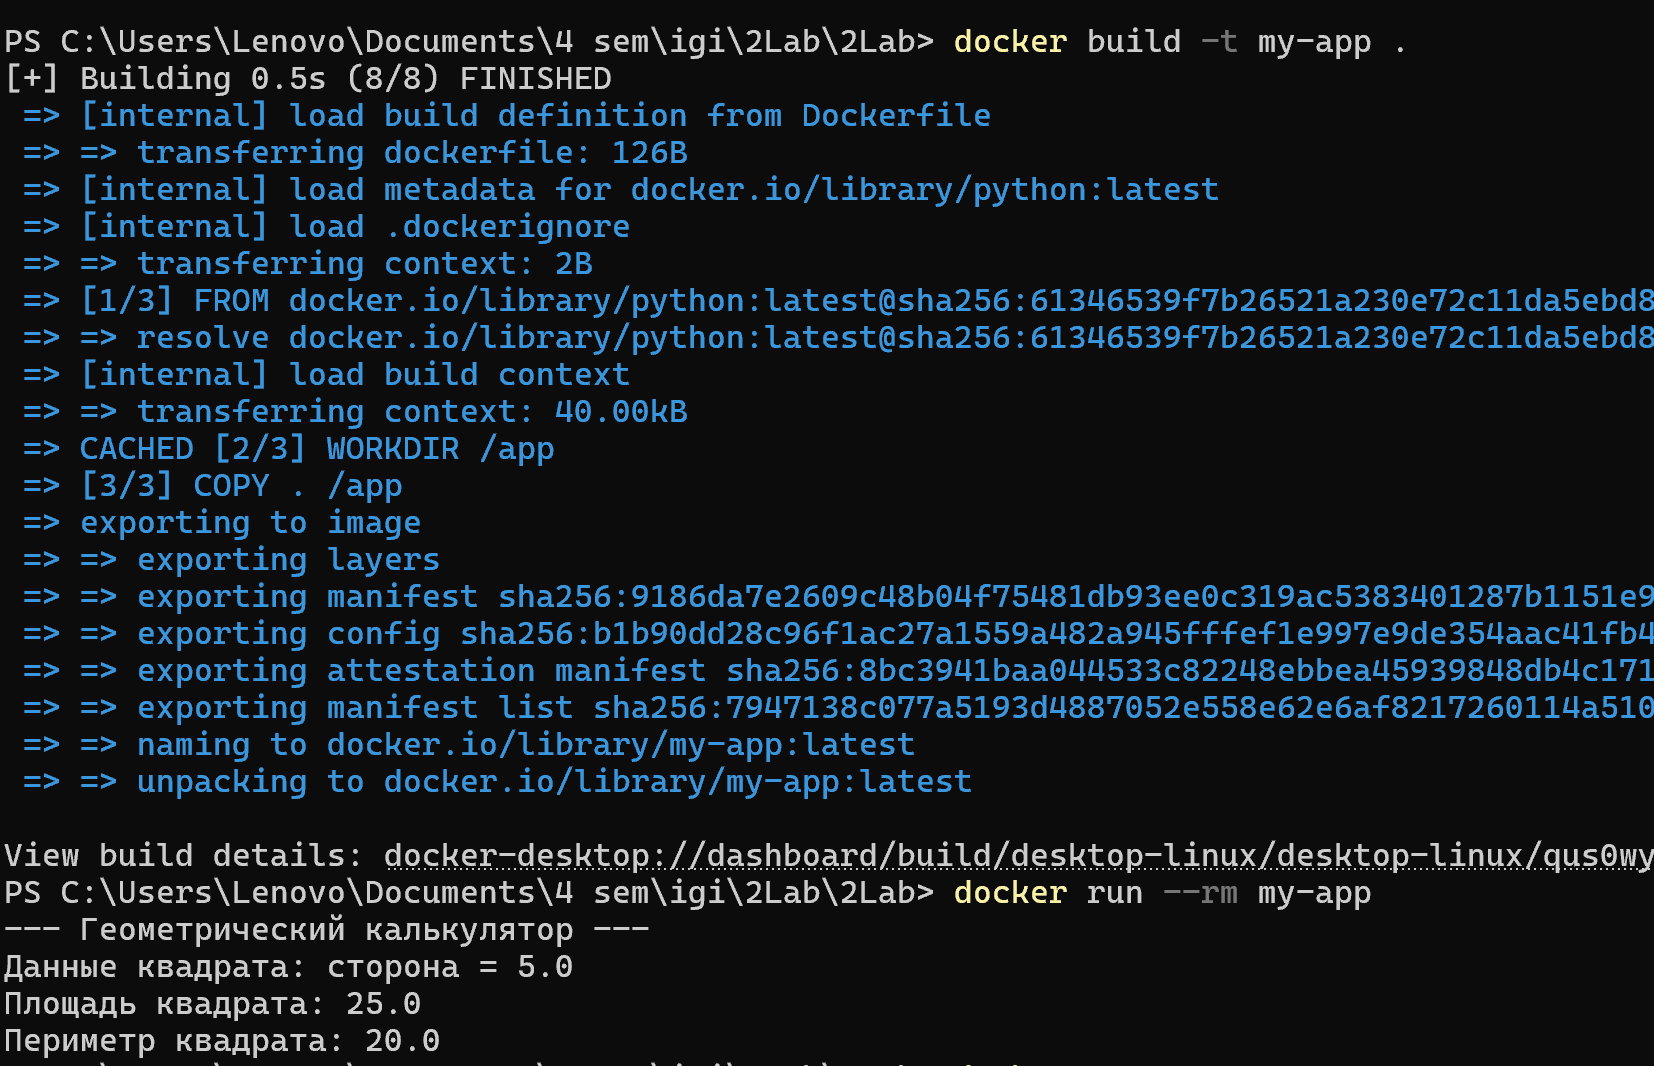 PS C:\Users\Lenovo\Documents\4 sem\igi\2Lab\2Lab> docker build -t my-app .
[+] Building 0.5s (8/8) FINISHED
=> [internal] load build definition from Dockerfile
=> => transferring dockerfile: 126B
=> [internal] load metadata for docker.io/library/python:latest
=> [internal] load .dockerignore
=> => transferring context: 2B
=> [1/3] FROM docker.io/library/python:latest@sha256:61346539f7b26521a230e72c11da5ebd8
=> => resolve docker.io/library/python:latest@sha256:61346539f7b26521a230e72c11da5ebd8
=> [internal] load build context
=> => transferring context: 40.00kB
=> CACHED [2/3] WORKDIR /app
=> [3/3] COPY . /app
=> exporting to image
=> => exporting layers
=> => exporting manifest sha256:9186da7e2609c48b04f75481db93ee0c319ac5383401287b1151e9
=> => exporting config sha256:b1b90dd28c96f1ac27a1559a482a945fffef1e997e9de354aac41fb4
=> => exporting attestation manifest sha256:8bc3941baa044533c82248ebbea45939848db4c171
=> => exporting manifest list sha256:7947138c077a5193d4887052e558e62e6af8217260114a510
=> => naming to docker.io/library/my-app:latest
=> => unpacking to docker.io/library/my-app:latest
View build details: docker-desktop://dashboard/build/desktop-linux/desktop-linux/qus0wy
PS C:\Users\Lenovo\Documents\4 sem\igi\2Lab\2Lab> docker run --rm my-app
--- Геометрический калькулятор ---
Данные квадрата: сторона = 5.0
Площадь квадрата: 25.0
Периметр квадрата: 20.0